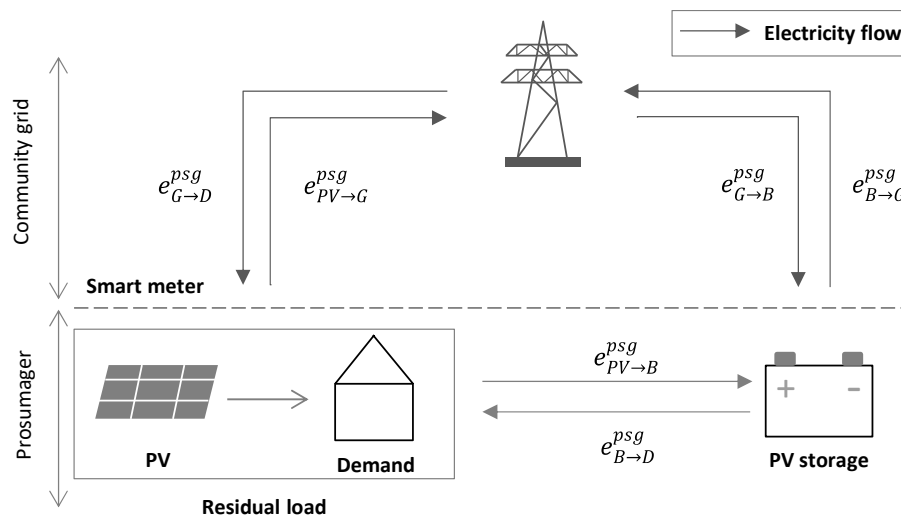 Electricity flow
Community grid
e^{psg}_{G→D}
e^{psg}_{PV→G}
e^{psg}_{G→B}
e^{psg}_{B→G}
Smart meter
Prosumager
e^{psg}_{PV→B}
+
-
PV
Demand
e^{psg}_{B→D}
PV storage
Residual load